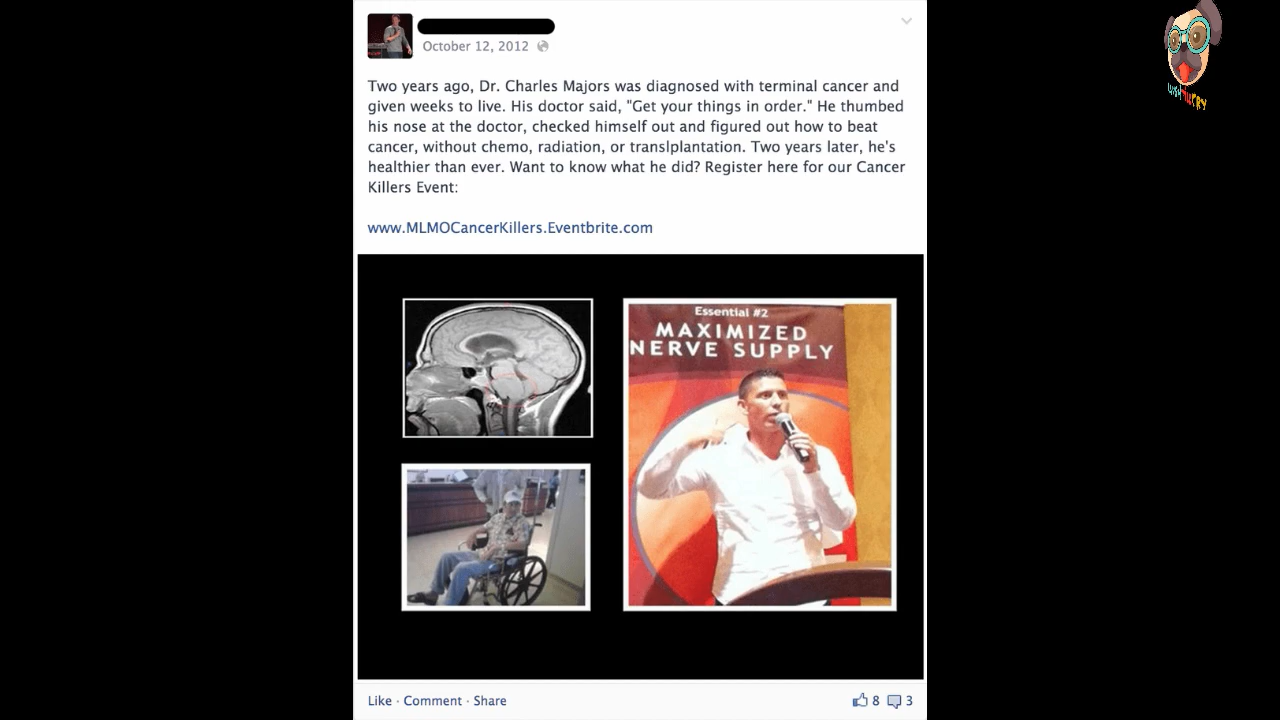 October 12, 2012
Two years ago, Dr. Charles Majors was diagnosed with terminal cancer and
given weeks to live. His doctor said, "Get your things in order." He thumbed
his nose at the doctor, checked himself out and figured out how to beat
cancer, without chemo, radiation, or translplantation. Two years later, he's
healthier than ever. Want to know what he did? Register here for our Cancer
Killers Event:
www.MLMOCancerKillers.Eventbrite.com
Essential #2
MAXIMIZED
NERVE SUPPLY
Like · Comment · Share
8 3